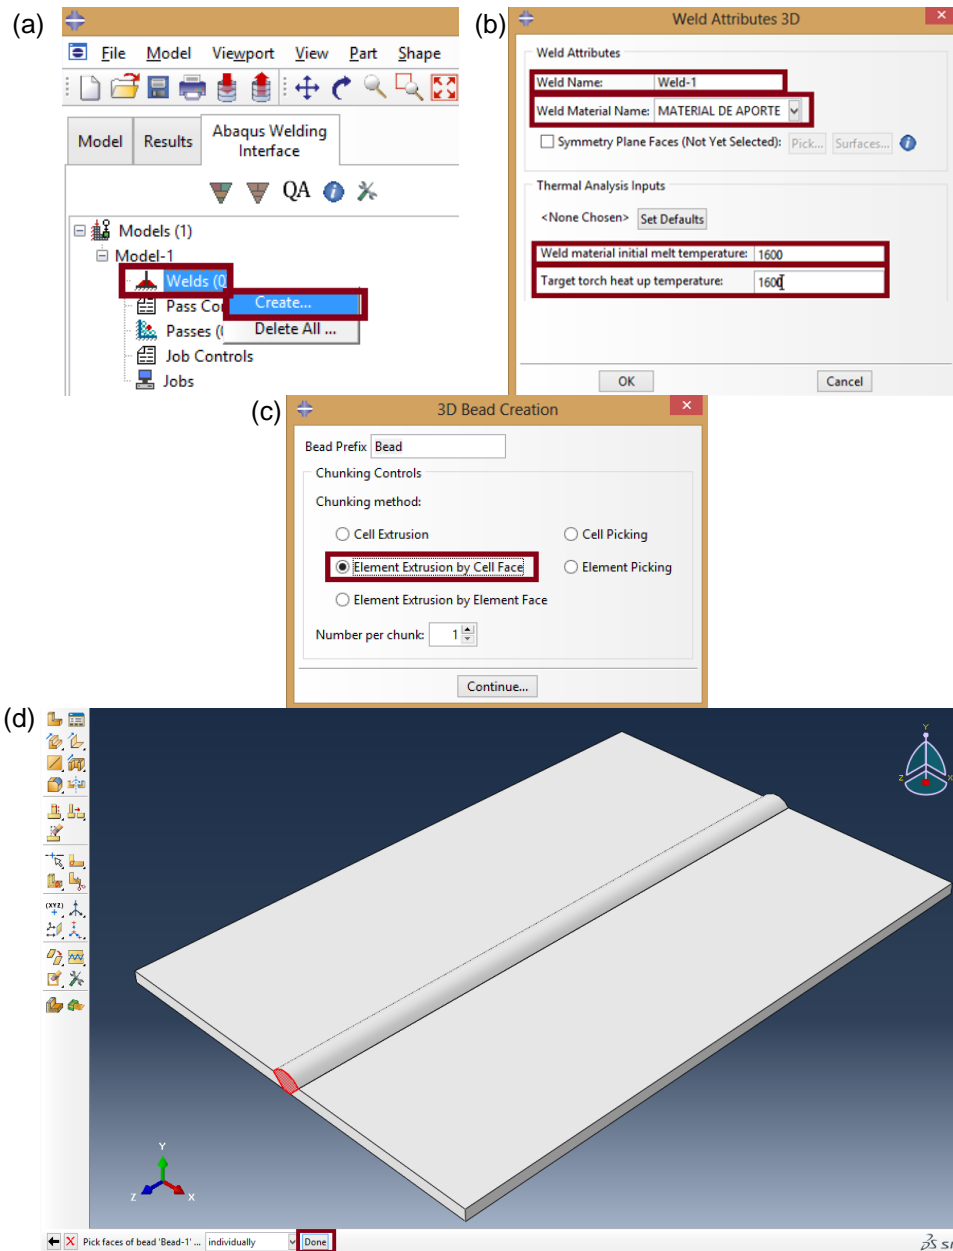 (a)
File Model Viewport View Part Shape
Model Results Abaqus Welding
Interface
QA
Models (1)
Model-1
Welds (0
Create...
Pass Co
Delete All ...
Passes (
Job Controls
Jobs
(b)
Weld Attributes 3D
Weld Attributes
Weld Name: Weld-1
Weld Material Name: MATERIAL DE APORTE
Symmetry Plane Faces (Not Yet Selected): Pick... Surfaces...
Thermal Analysis Inputs
<None Chosen> Set Defaults
Weld material initial melt temperature: 1600
Target torch heat up temperature: 1600
OK Cancel
(c)
3D Bead Creation
Bead Prefix Bead
Chunking Controls
Chunking method:
Cell Extrusion Cell Picking
Element Extrusion by Cell Face Element Picking
Element Extrusion by Element Face
Number per chunk: 1
Continue...
(d)
(XYZ)
Y
Z X
Y
Z X
Pick faces of bead 'Bead-1' ... individually Done